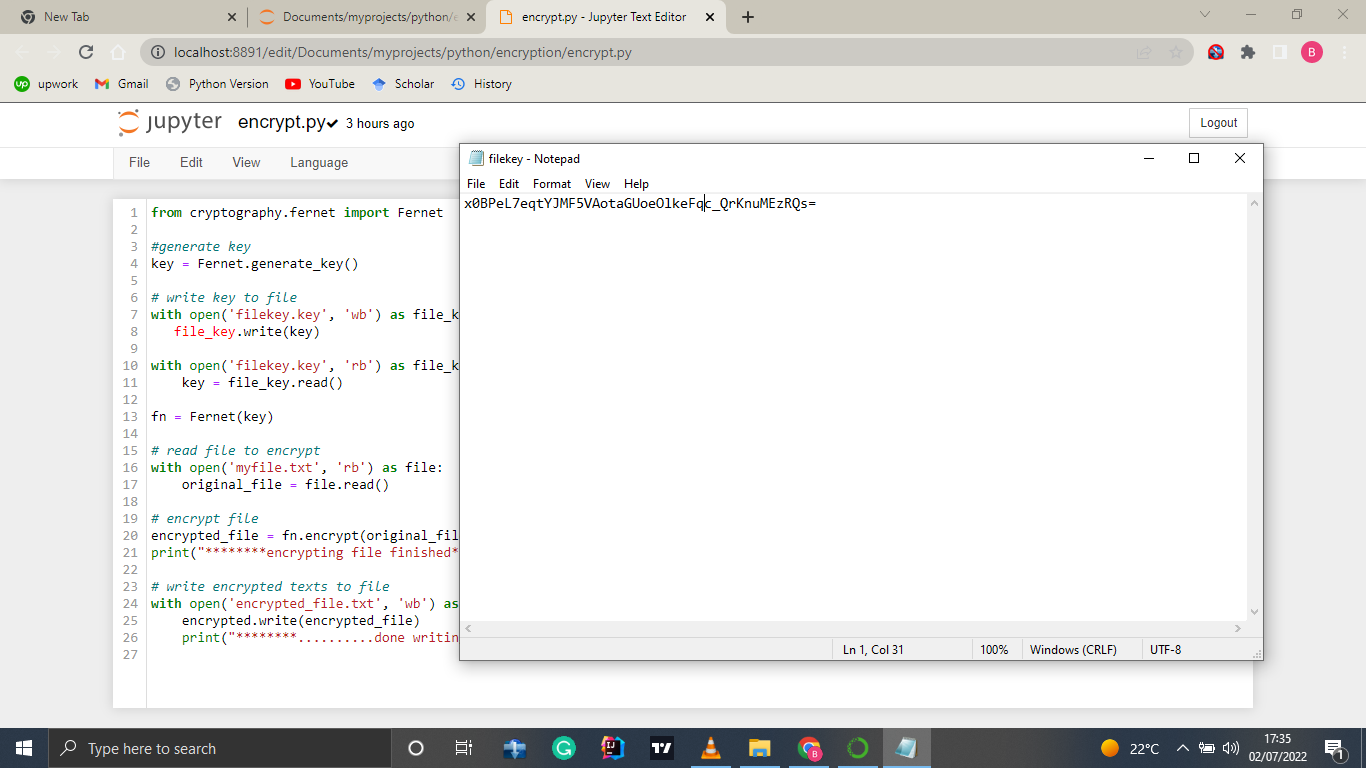 New Tab
Documents/myprojects/python/e
encrypt.py - Jupyter Text Editor
localhost:8891/edit/Documents/myprojects/python/encryption/encrypt.py
B
up upwork
Gmail
Python Version
YouTube
Scholar
History
jupyter encrypt.py 3 hours ago
Logout
File Edit View Language
1 from cryptography.fernet import Fernet
2
3 #generate key
4 key = Fernet.generate_key()
5
6 # write key to file
7 with open('filekey.key', 'wb') as file_k
8 file_key.write(key)
9
10 with open('filekey.key', 'rb') as file_k
11 key = file_key.read()
12
13 fn = Fernet(key)
14
15 # read file to encrypt
16 with open('myfile.txt', 'rb') as file:
17 original_file = file.read()
18
19 # encrypt file
20 encrypted_file = fn.encrypt(original_fil
21 print("********encrypting file finished*
22
23 # write encrypted texts to file
24 with open('encrypted_file.txt', 'wb') as
25 encrypted.write(encrypted_file)
26 print("********..........done writin
27
filekey - Notepad
File Edit Format View Help
x0BPeL7eqtYJMF5VAotaGUoeOlkeFqc_QrKnuMEzRQs=
Ln 1, Col 31
100%
Windows (CRLF)
UTF-8
Type here to search
IJ
TV
B
22°C
17:35
02/07/2022
1